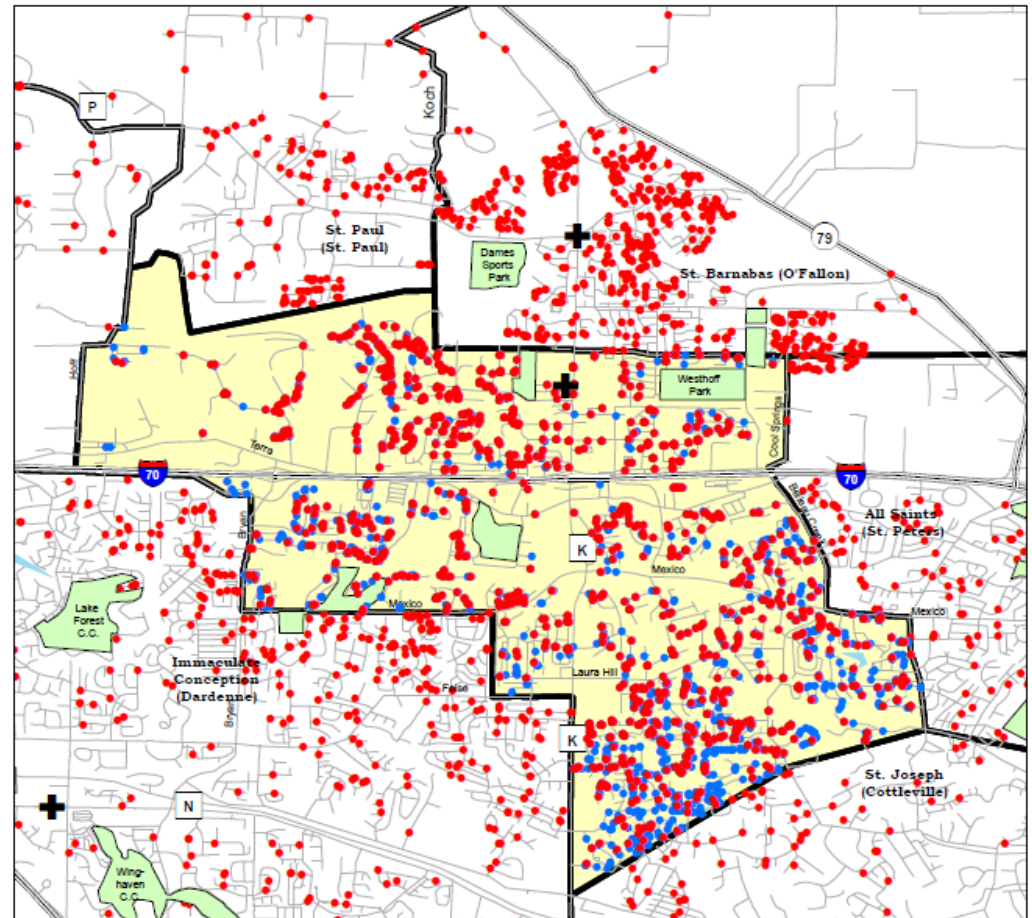 P
Koch
St. Paul
(St. Paul)
79
Dames
Sports
Park
St. Barnabas (O'Fallon)
Hoff
Westhoff
Park
Cool Springs
Terra
70
70
Bryan
All Saints
(St. Peters)
K
Mexico
Lake
Forest
C.C.
Mexico
Mexico
Immaculate
Conception
(Dardenne)
Laura Hill
Feise
Bryan
K
St. Joseph
(Cottleville)
N
Wing-
haven
C.C.